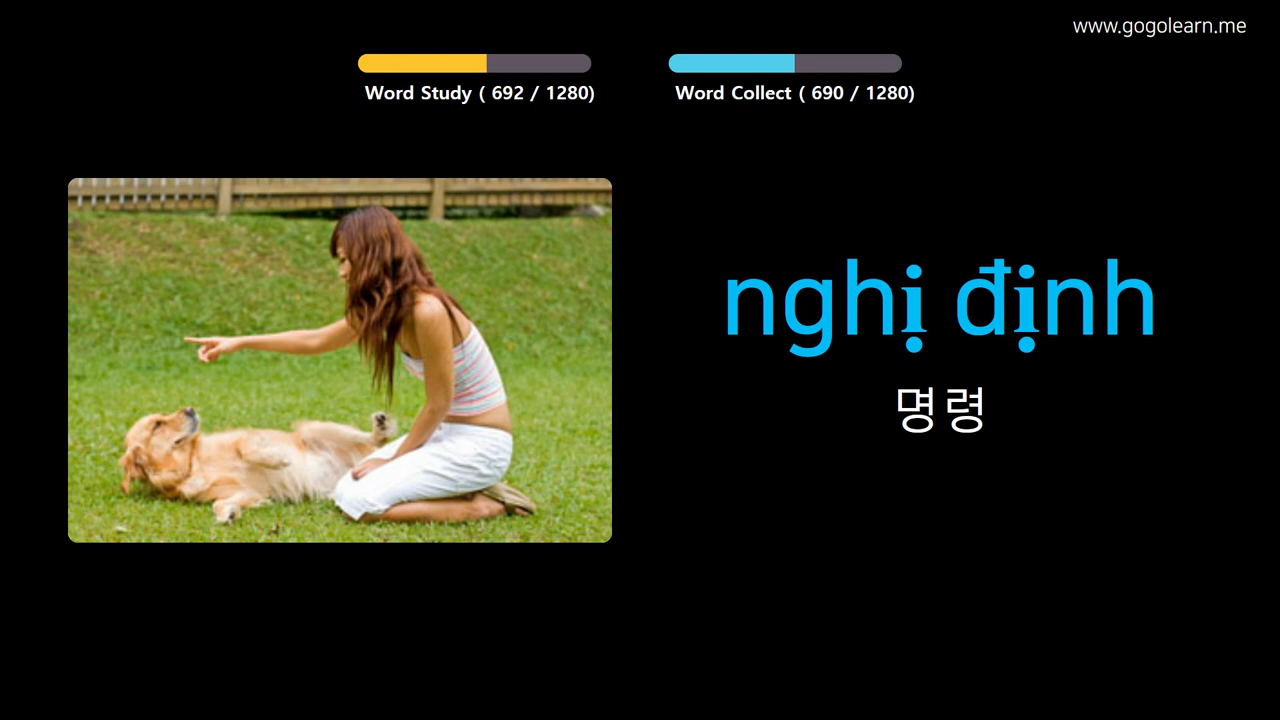 www.gogolearn.me
Word Study ( 692 / 1280)
Word Collect ( 690 / 1280)
nghị định
명령